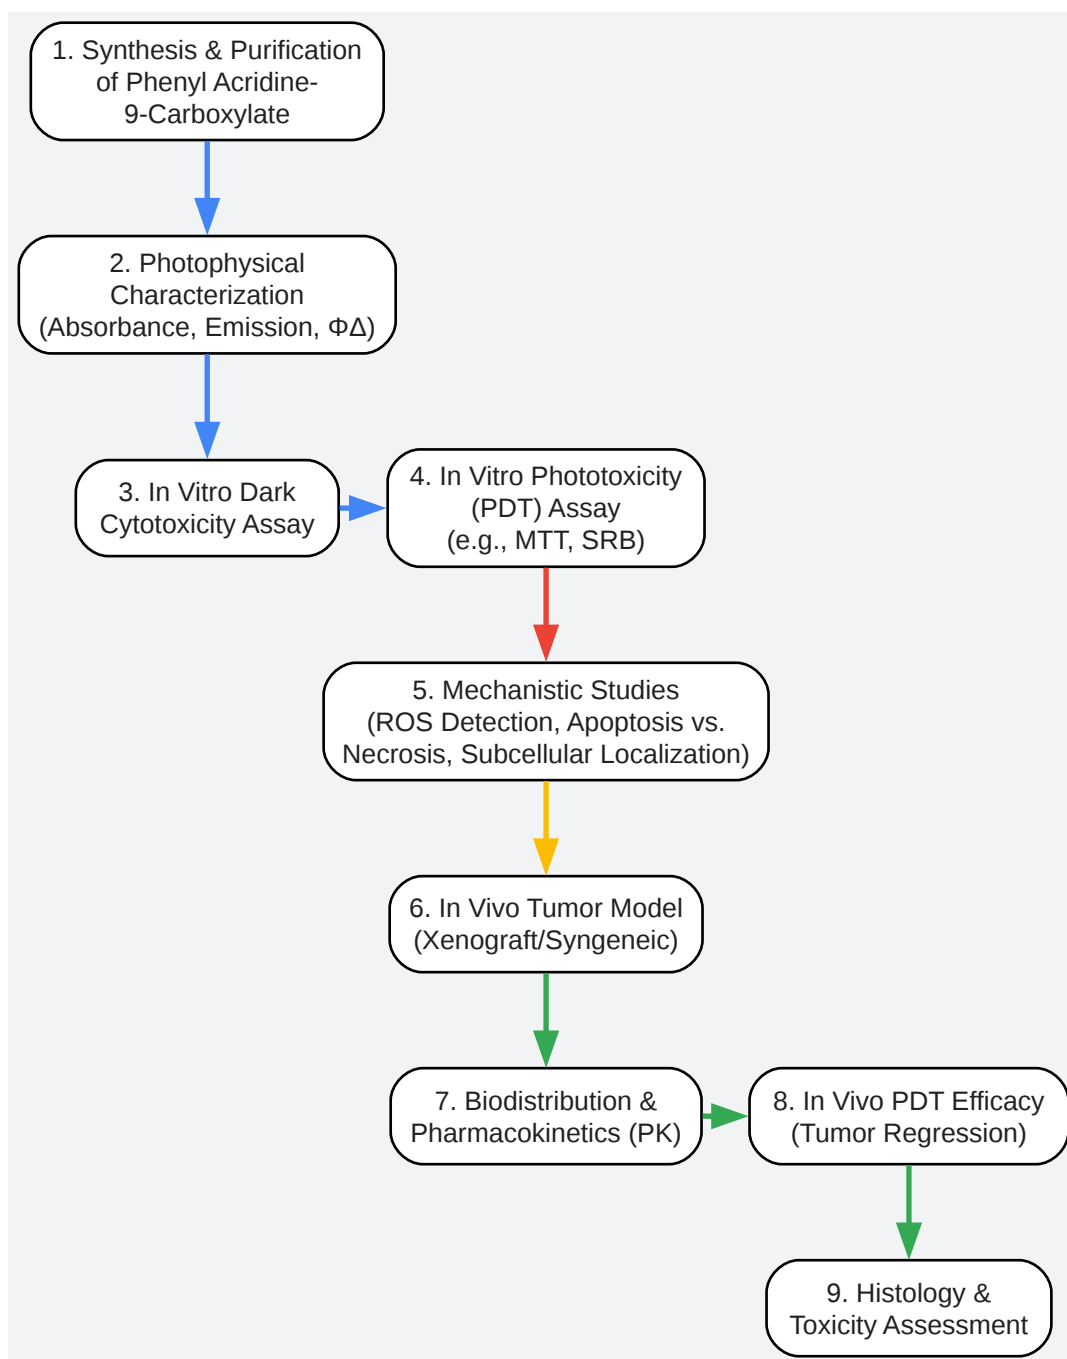 1. Synthesis & Purification
of Phenyl Acridine-
9-Carboxylate
2. Photophysical
Characterization
(Absorbance, Emission, ΦΔ)
3. In Vitro Dark
Cytotoxicity Assay
4. In Vitro Phototoxicity
(PDT) Assay
(e.g., MTT, SRB)
5. Mechanistic Studies
(ROS Detection, Apoptosis vs.
Necrosis, Subcellular Localization)
6. In Vivo Tumor Model
(Xenograft/Syngeneic)
7. Biodistribution &
Pharmacokinetics (PK)
8. In Vivo PDT Efficacy
(Tumor Regression)
9. Histology &
Toxicity Assessment